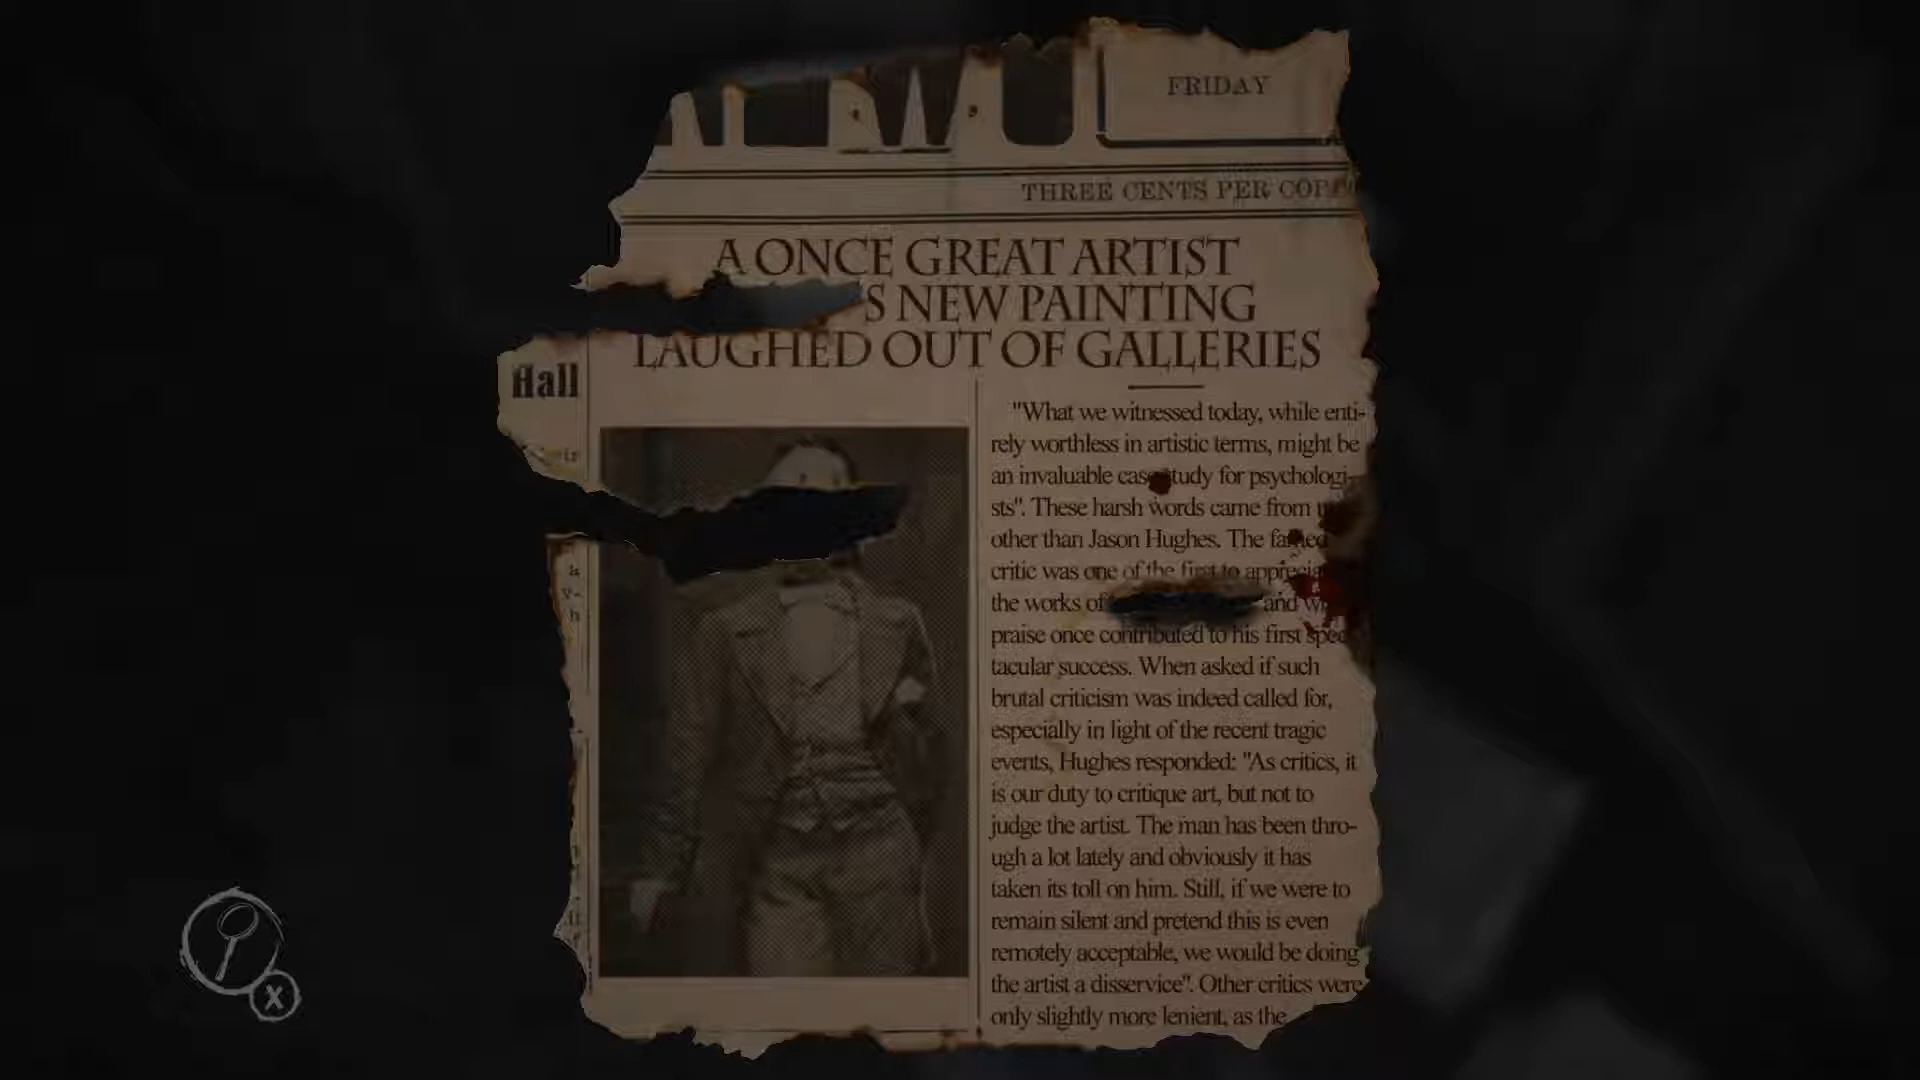 FRIDAY
THREE CENTS PER COPY
A ONCE GREAT ARTIST
S NEW PAINTING
LAUGHED OUT OF GALLERIES
Hall
"What we witnessed today, while enti-
rely worthless in artistic terms, might be
an invaluable case study for psychologi-
sts". These harsh words came from
other than Jason Hughes. The famed
critic was one of the first to apprecia
the works of and
praise once contributed to his first spec
tacular success. When asked if such
brutal criticism was indeed called for,
especially in light of the recent tragic
events, Hughes responded: "As critics, it
is our duty to critique art, but not to
judge the artist. The man has been thro-
ugh a lot lately and obviously it has
taken its toll on him. Still, if we were to
remain silent and pretend this is even
remotely acceptable, we would be doing
the artist a disservice". Other critics were
only slightly more lenient, as the
X